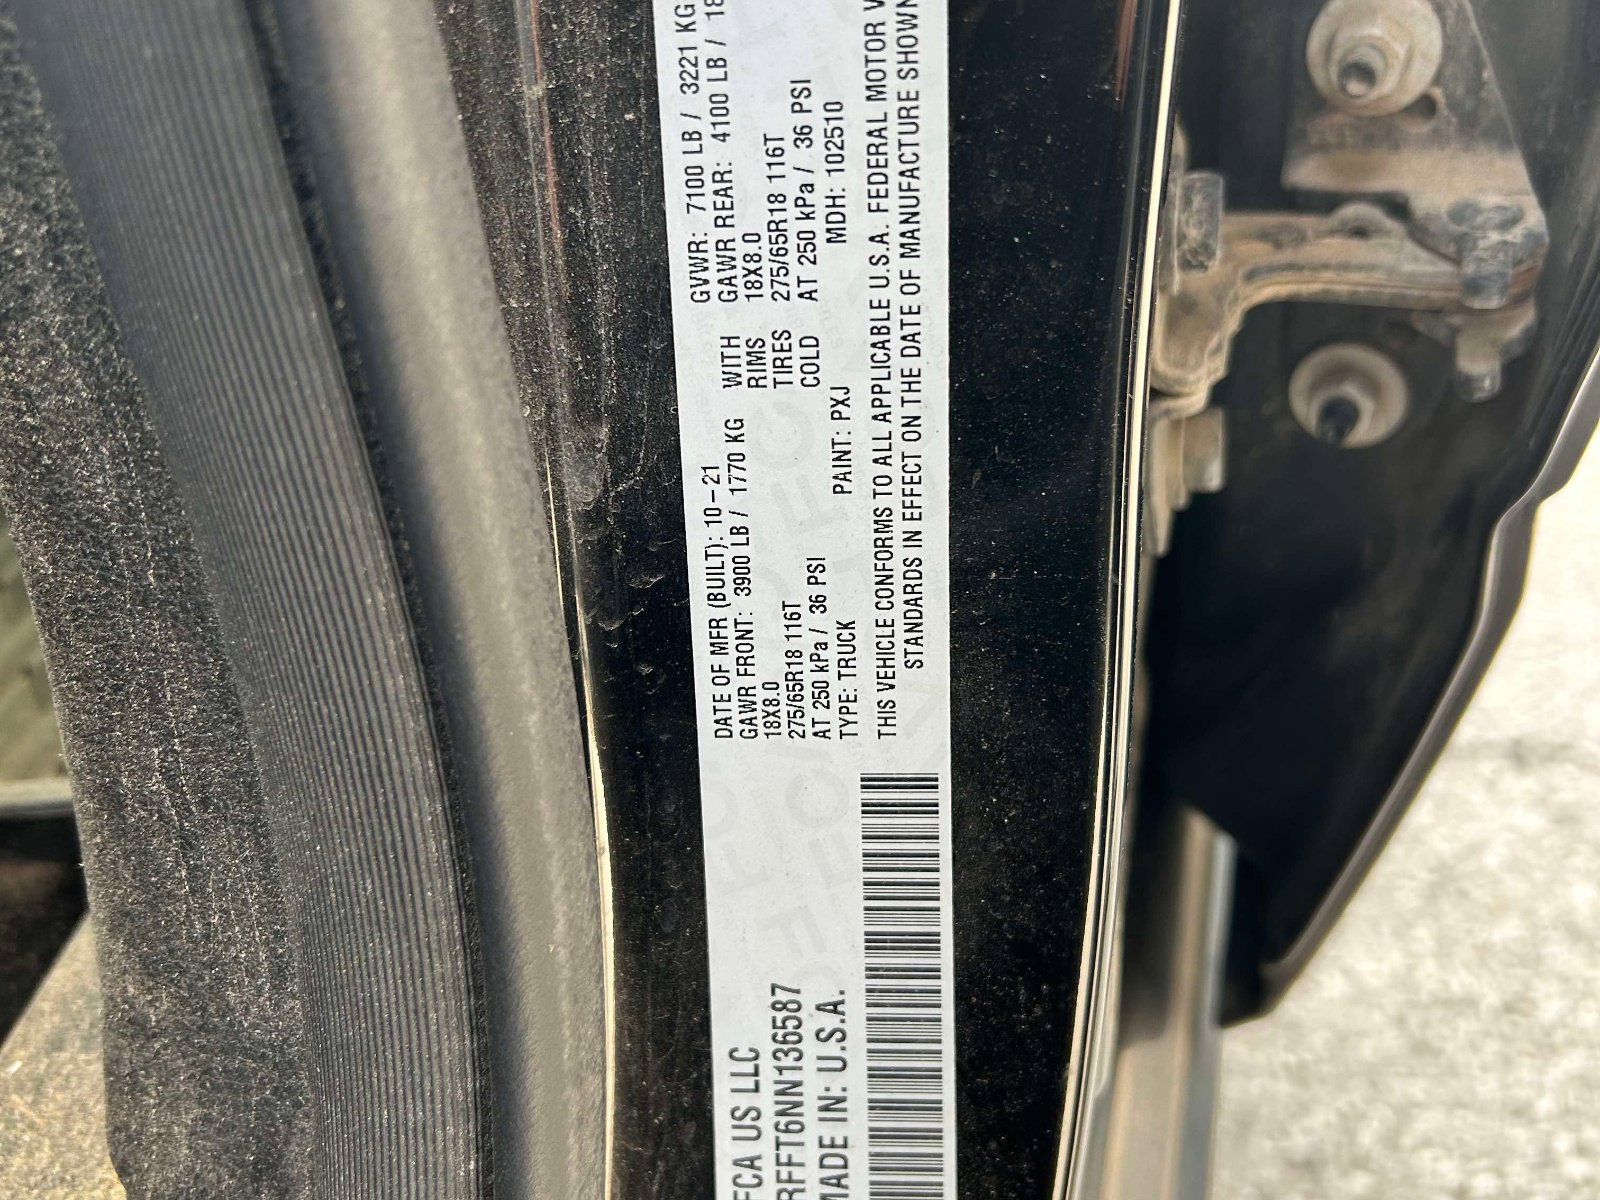 FCA US LLC
RFFT6NN136587
MADE IN: U.S.A.
DATE OF MFR (BUILT): 10-21
GVWR: 7100 LB / 3221 KG
GAWR FRONT: 3900 LB / 1770 KG WITH GAWR REAR: 4100 LB /
18X8.0 RIMS 18X8.0
275/65R18 116T TIRES 275/65R18 116T
AT 250 kPa / 36 PSI COLD AT 250 kPa / 36 PSI
TYPE: TRUCK PAINT: PXJ MDH: 102510
THIS VEHICLE CONFORMS TO ALL APPLICABLE U.S.A. FEDERAL MOTOR
STANDARDS IN EFFECT ON THE DATE OF MANUFACTURE SHOWN